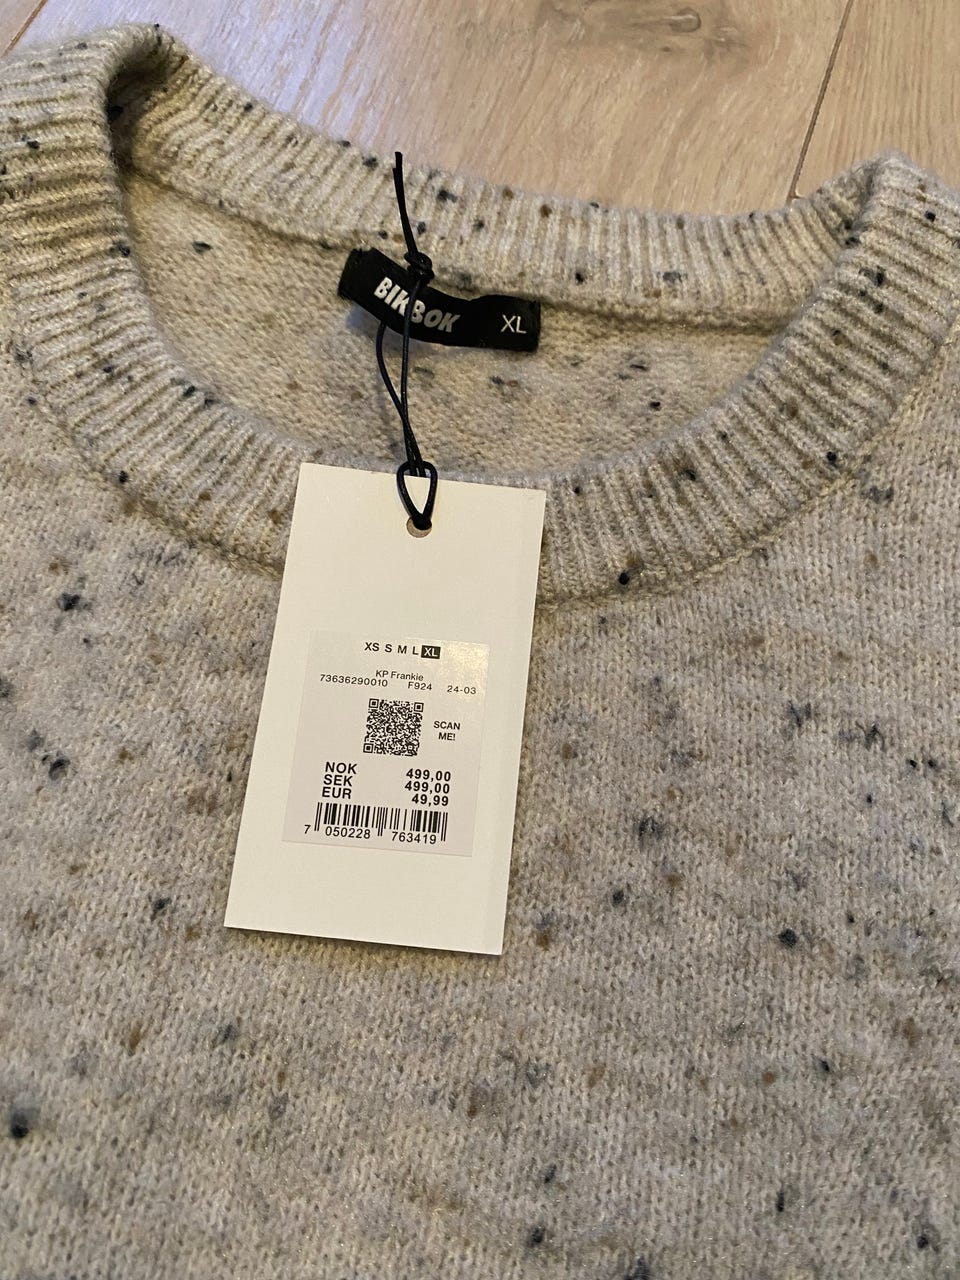 BIKBOK XL
XS S M L XL
KP Frankie
73636290010 F924 24-03
SCAN
ME!
NOK 499,00
SEK 499,00
EUR 49,99
7 050228 763419